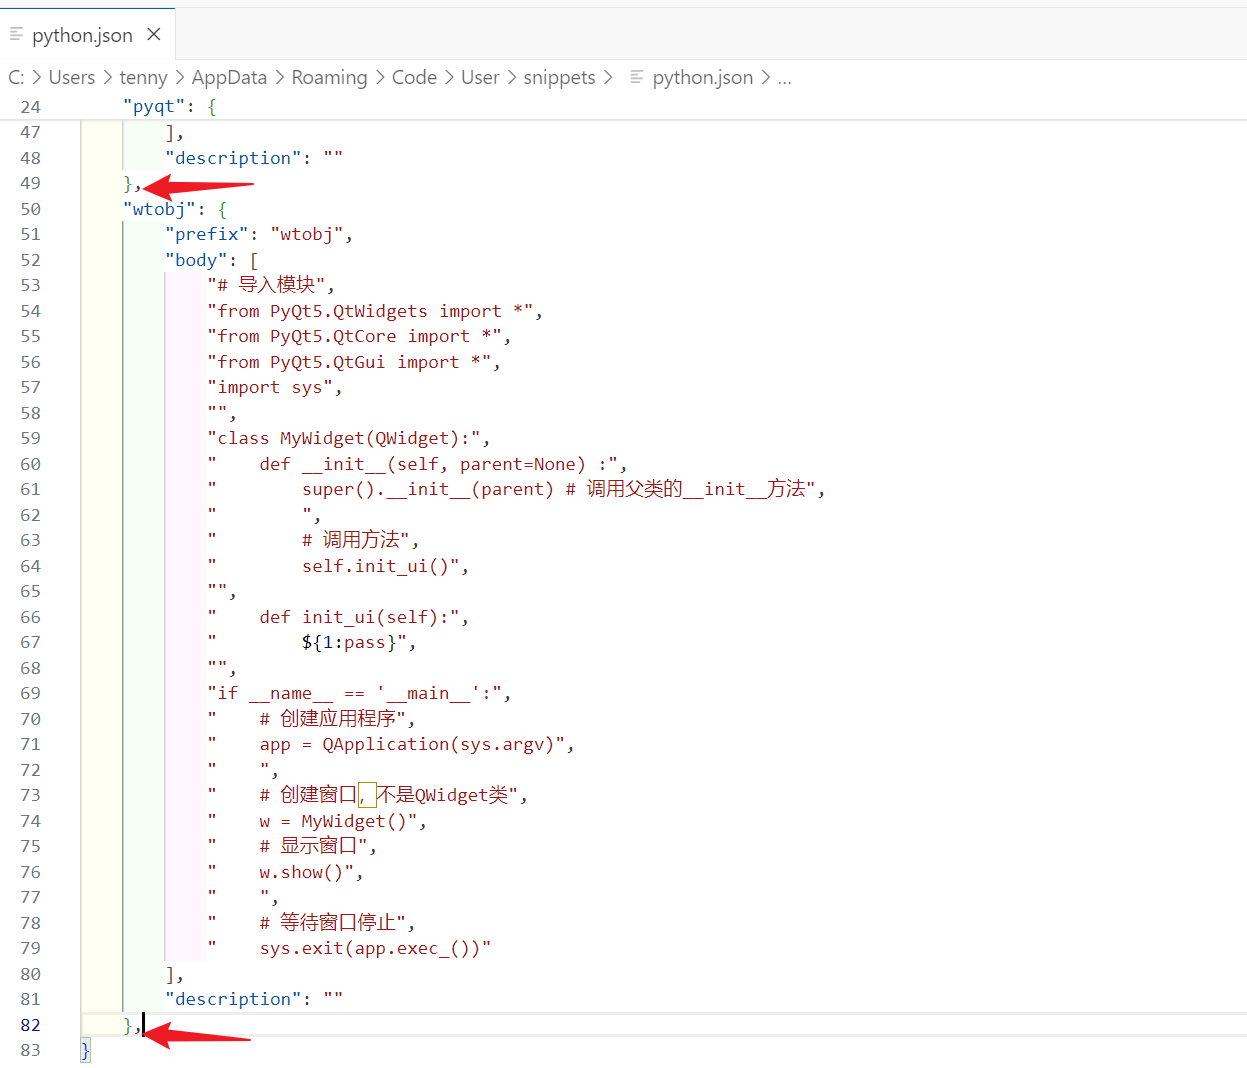 python.json
C: > Users > tenny > AppData > Roaming > Code > User > snippets > python.json > ...
24 "pyqt": {
47 ],
48 "description": ""
49 },
50 "wtobj": {
51 "prefix": "wtobj",
52 "body": [
53 "# 导入模块",
54 "from PyQt5.QtWidgets import *",
55 "from PyQt5.QtCore import *",
56 "from PyQt5.QtGui import *",
57 "import sys",
58 "",
59 "class MyWidget(QWidget):",
60 "    def __init__(self, parent=None) :",
61 "        super().__init__(parent) # 调用父类的__init__方法",
62 "        ",
63 "        # 调用方法",
64 "        self.init_ui()",
65 "",
66 "    def init_ui(self):",
67 "        ${1:pass}",
68 "",
69 "if __name__ == '__main__':",
70 "    # 创建应用程序",
71 "    app = QApplication(sys.argv)",
72 "    ",
73 "    # 创建窗口，不是QWidget类",
74 "    w = MyWidget()",
75 "    # 显示窗口",
76 "    w.show()",
77 "    ",
78 "    # 等待窗口停止",
79 "    sys.exit(app.exec_())"
80 ],
81 "description": ""
82 },
83 }